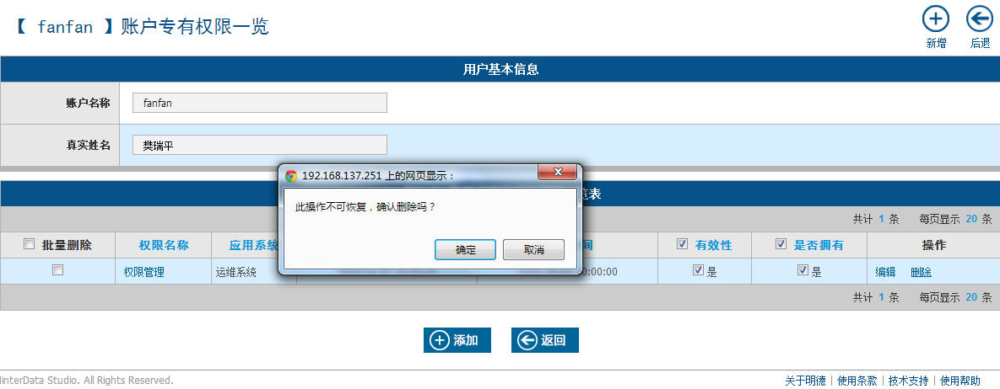 【 fanfan 】账户专有权限一览
新增 后退
用户基本信息
账户名称 fanfan
真实姓名 樊瑞平
192.168.137.251 上的网页显示：
此操作不可恢复，确认删除吗？
确定 取消
览表
共计 1 条 每页显示 20 条
批量删除 权限名称 应用系统 间 有效性 是否拥有 操作
权限管理 运维系统 0:00:00 是 是 编辑 删除
共计 1 条 每页显示 20 条
添加 返回
interData Studio. All Rights Reserved.
关于明德 | 使用条款 | 技术支持 | 使用帮助